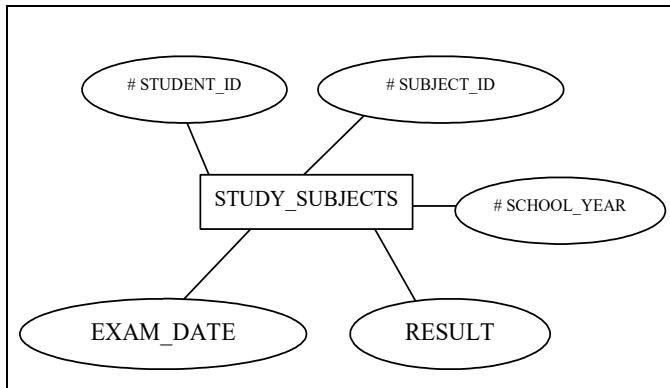 # STUDENT_ID
# SUBJECT_ID
STUDY_SUBJECTS
# SCHOOL_YEAR
EXAM_DATE
RESULT